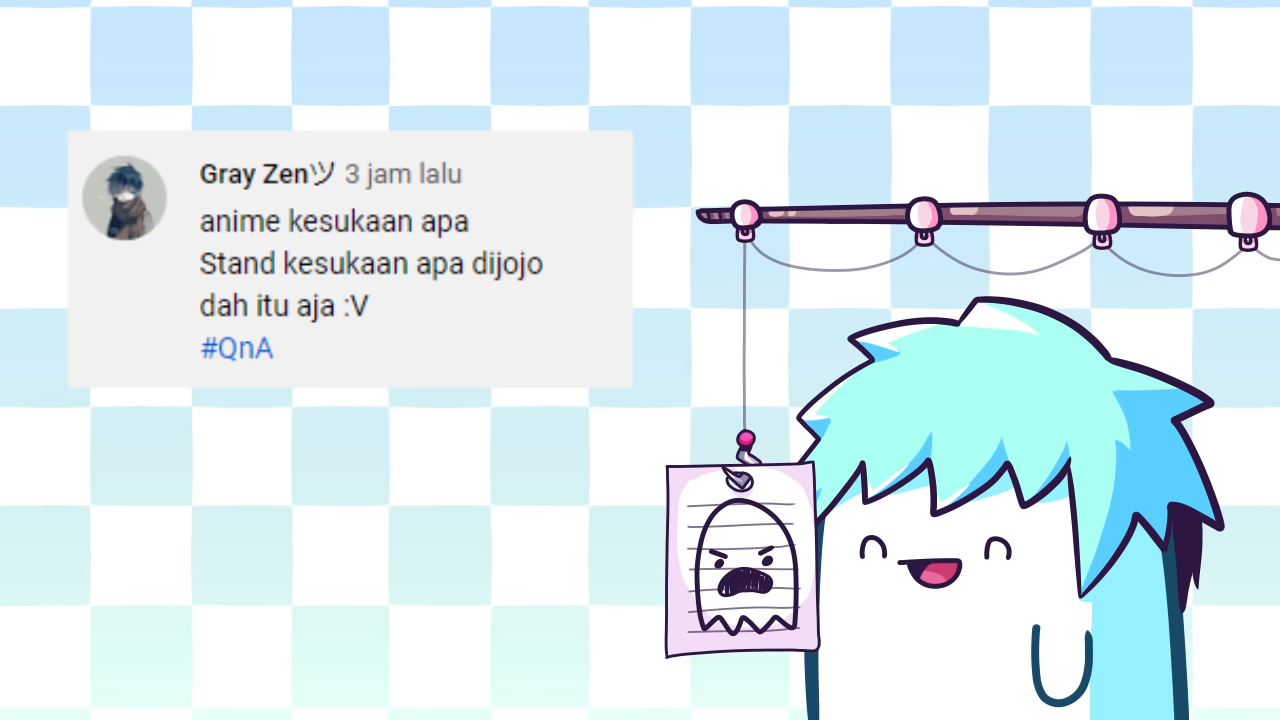 Gray Zenツ 3 jam lalu
anime kesukaan apa
Stand kesukaan apa dijojo
dah itu aja :V
#QnA